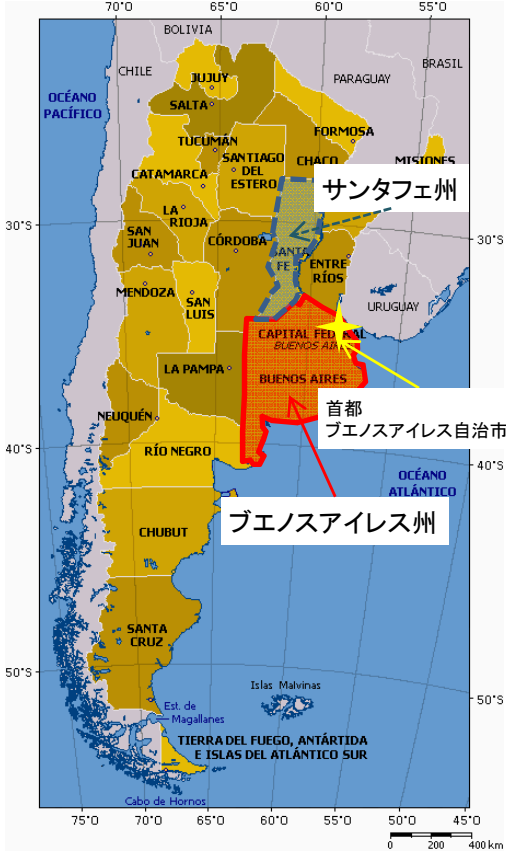 70°O
65°O
60°O
55°O
BOLIVIA
BRASIL
CHILE
PARAGUAY
JUJUY
OCÉANO
PACÍFICO
SALTA
FORMOSA
TUCUMÁN
SANTIAGO
DEL
ESTERO
CHACO
MISIONES
CATAMARCA
サンタフェ州
LA
RIOJA
30°S
30°S
SAN
JUAN
CÓRDOBA
SANTA
FE
ENTRE
RÍOS
MENDOZA
SAN
LUIS
URUGUAY
CAPITAL FEDERAL
BUENOS AIRES
LA PAMPA
BUENOS AIRES
首都
ブエノスアイレス自治市
NEUQUÉN
40°S
RÍO NEGRO
40°S
OCÉANO
ATLÁNTICO
ブエノスアイレス州
CHUBUT
SANTA
CRUZ
50°S
50°S
Islas Malvinas
Est. de
Magallanes
TIERRA DEL FUEGO, ANTÁRTIDA
E ISLAS DEL ATLÁNTICO SUR
Cabo de Hornos
75°O
70°O
65°O
60°O
55°O
50°O
45°O
0
200
400 km